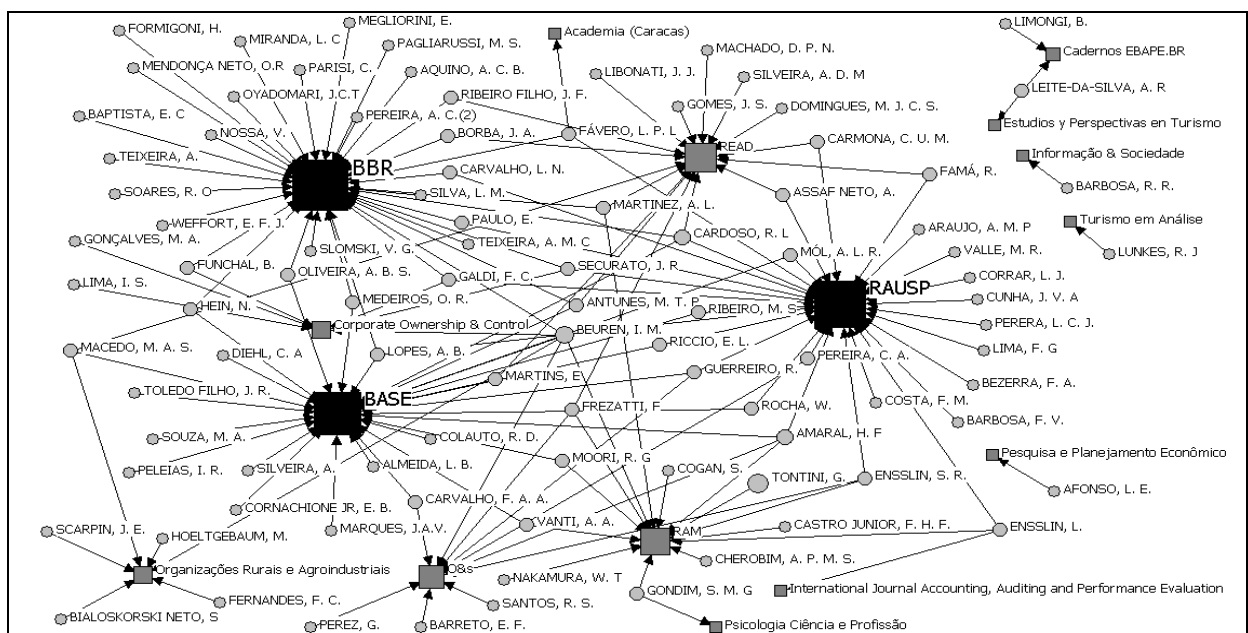 FORMIGONI, H.
MEGLIORINI, E.
LIMONGI, B.
MIRANDA, L. C
PAGLIARUSSI, M. S.
Academia (Caracas)
MACHADO, D. P. N.
Cadernos EBAPE.BR
MENDONÇA NETO, O.R
PARISI, C.
AQUINO, A. C. B.
LIBONATI, J. J.
SILVEIRA, A. D. M
LEITE-DA-SILVA, A. R
OYADOMARI, J.C.T
RIBEIRO FILHO, J. F.
GOMES, J. S.
DOMINGUES, M. J. C. S.
BAPTISTA, E. C
PEREIRA, A. C.(2)
Estudios y Perspectivas en Turismo
NOSSA, V.
BORBA, J. A.
FÁVERO, L. P. L
READ
CARMONA, C. U. M.
TEIXEIRA, A.
BBR
CARVALHO, L. N.
Informação & Sociedade
FAMÁ, R.
SOARES, R. O
SILVA, L. M.
MARTINEZ, A. L.
ASSAF NETO, A.
BARBOSA, R. R.
WEFFORT, E. F. J.
PAULO, E.
Turismo em Análise
GONÇALVES, M. A.
SLOMSKI, V. G.
TEIXEIRA, A. M. C
CARDOSO, R. L
ARAUJO, A. M. P
FUNCHAL, B.
OLIVEIRA, A. B. S.
GALDI, F. C.
SECURATO, J. R
MÓL, A. L. R.
VALLE, M. R.
LUNKES, R. J
LIMA, I. S.
CORRAR, L. J.
HEIN, N.
MEDEIROS, O. R.
ANTUNES, M. T. P
RAUSP
CUNHA, J. V. A
RIBEIRO, M. S
Corporate Ownership & Control
BEUREN, I. M.
PERERA, L. C. J.
MACEDO, M. A. S.
DIEHL, C. A
LOPES, A. B.
RICCIO, E. L.
PEREIRA, C. A.
LIMA, F. G
MARTINS, E
GUERREIRO, R.
TOLEDO FILHO, J. R.
BASE
BEZERRA, F. A.
FREZATTI, F
ROCHA, W.
COSTA, F. M.
BARBOSA, F. V.
SOUZA, M. A.
COLAUTO, R. D.
AMARAL, H. F
PELEIAS, I. R.
SILVEIRA, A.
ALMEIDA, L. B.
MOORI, R. G
COGAN, S.
TONTINI, G.
ENSSLIN, S. R.
Pesquisa e Planejamento Econômico
AFONSO, L. E.
CORNACHIONE JR, E. B.
CARVALHO, F. A. A.
SCARPIN, J. E.
HOELTGEBAUM, M.
MARQUES, J.A.V.
VANTI, A. A.
RAM
CASTRO JUNIOR, F. H. F.
ENSSLIN, L.
CHEROBIM, A. P. M. S.
Organizações Rurais e Agroindustriais
O&s
NAKAMURA, W. T
International Journal Accounting, Auditing and Performance Evaluation
FERNANDES, F. C.
SANTOS, R. S.
GONDIM, S. M. G
BIALOSKORSKI NETO, S
PEREZ, G.
BARRETO, E. F.
Psicologia Ciência e Profissão